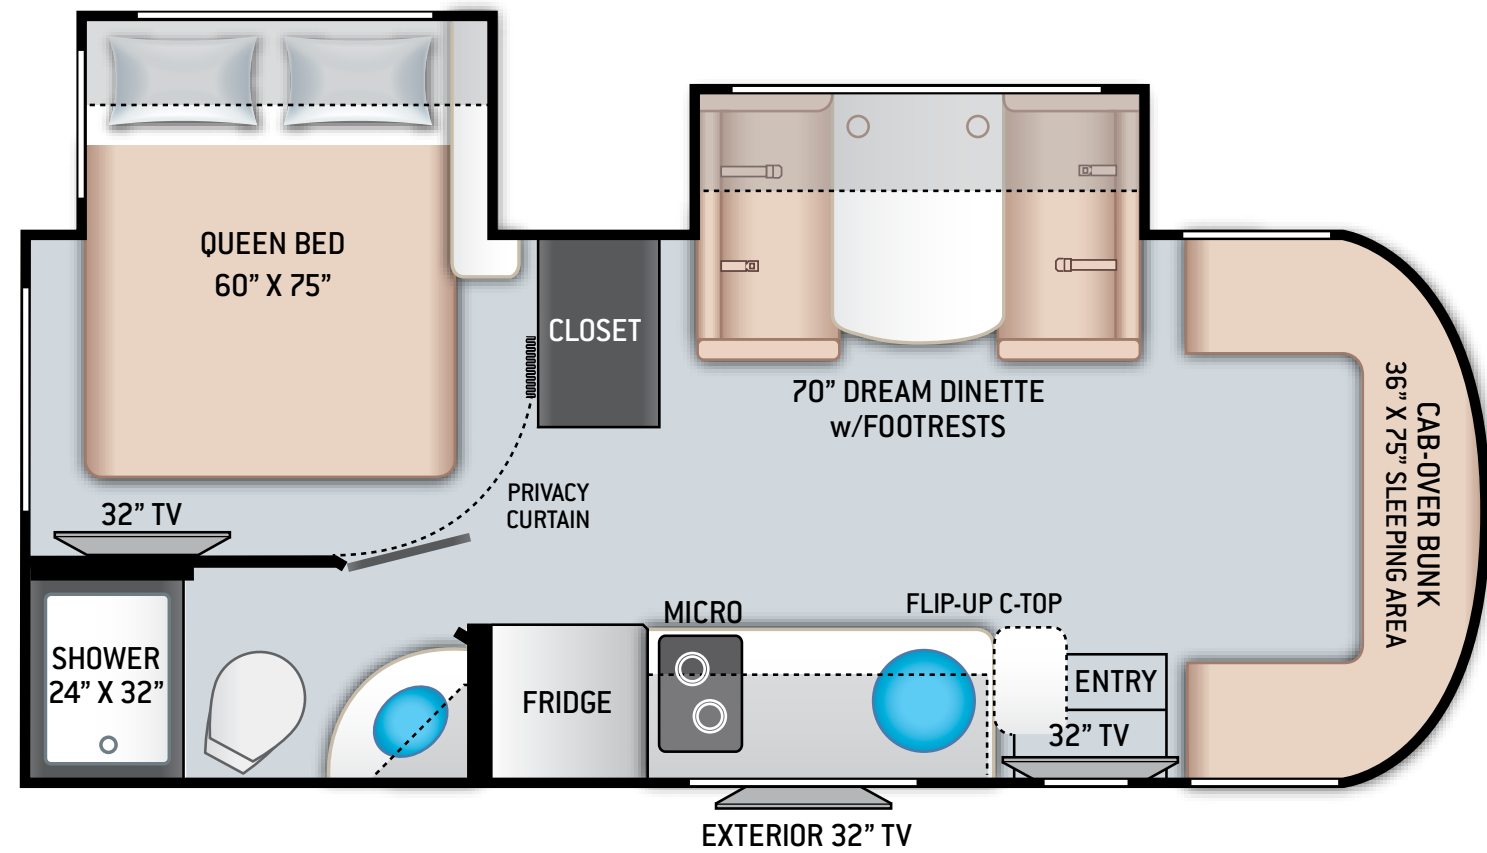 QUEEN BED
60” X 75”
CLOSET
70” DREAM DINETTE
w/FOOTRESTS
CAB-OVER BUNK
36” X 75” SLEEPING AREA
PRIVACY
CURTAIN
32” TV
SHOWER
24” X 32”
FRIDGE
MICRO
FLIP-UP C-TOP
ENTRY
32” TV
EXTERIOR 32” TV